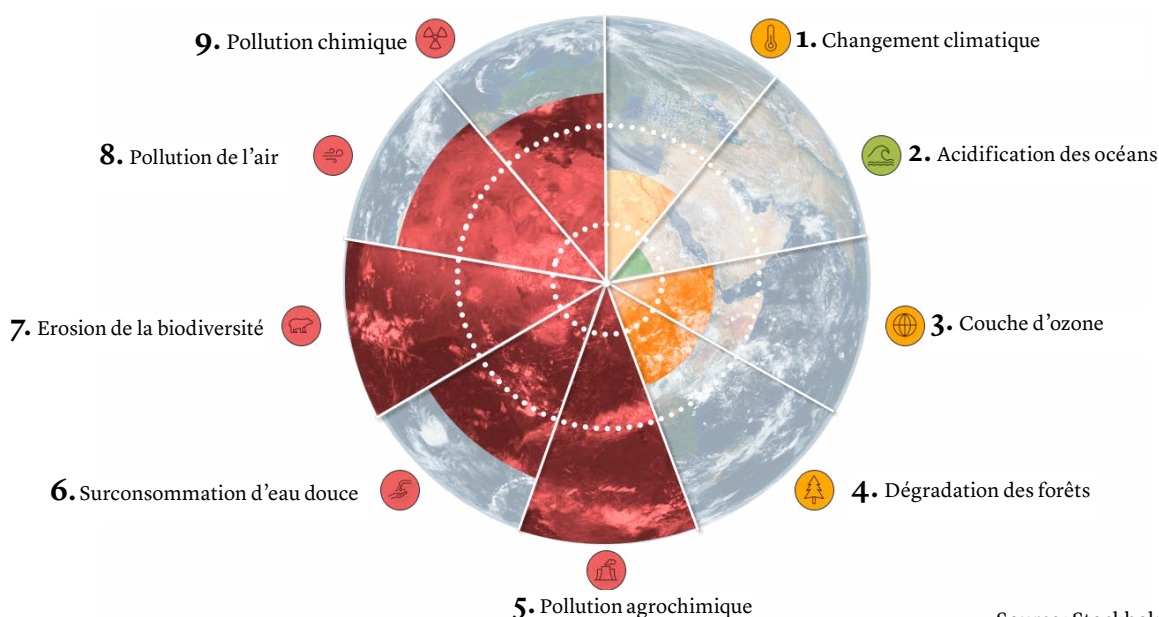 9. Pollution chimique
1. Changement climatique
8. Pollution de l'air
2. Acidification des océans
7. Erosion de la biodiversité
3. Couche d'ozone
6. Surconsommation d'eau douce
4. Dégradation des forêts
5. Pollution agrochimique